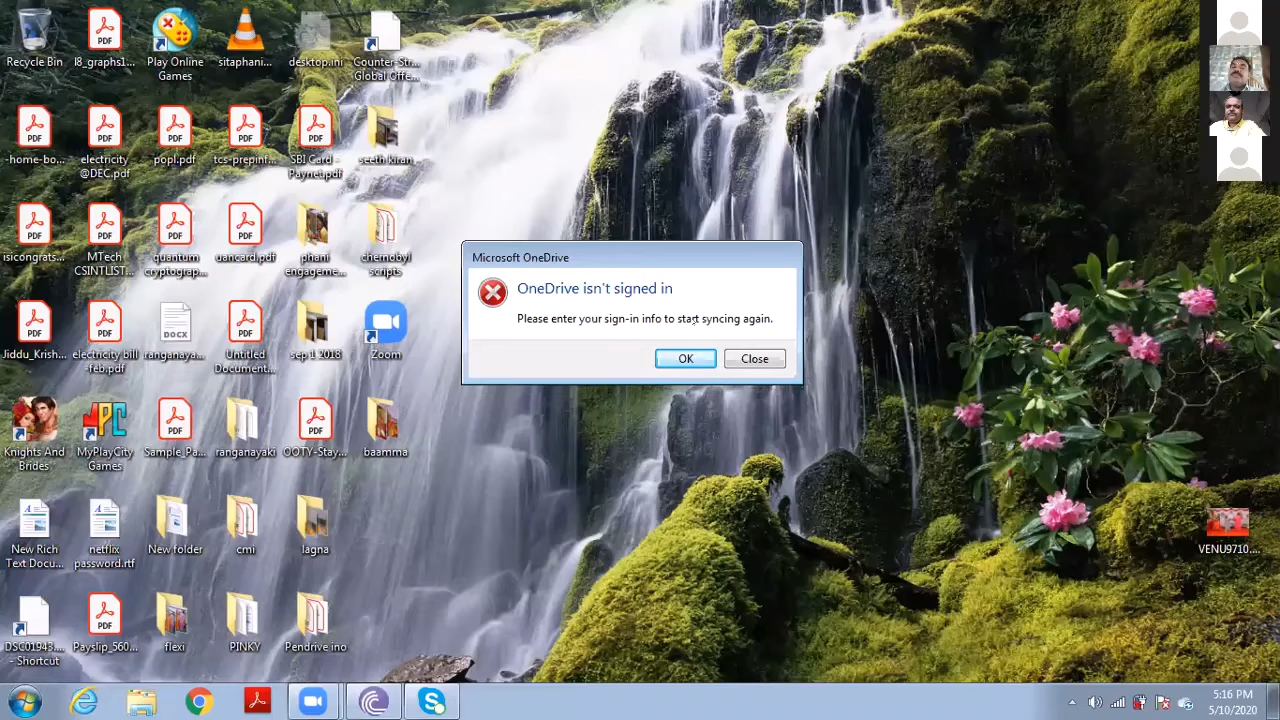 Recycle Bin
I8_graphs1...
Play Online
Games
sitaphani...
desktop.ini
Counter-Str...
Global Offe...
-home-bo...
electricity
@DEC.pdf
popl.pdf
tcs-prepinf...
SBI Card -
Paynet.pdf
seeth kiran
isicongrats...
MTech
CSINTLIST...
quantum
cryptograp...
uancard.pdf
phani
engageme...
chernobyl
scripts
Microsoft OneDrive
OneDrive isn't signed in
Please enter your sign-in info to start syncing again.
OK
Close
Jiddu_Krish...
electricity bill
-feb.pdf
DOCX
ranganaya...
Untitled
Document...
sep 1 2018
Zoom
Knights And
Brides
MyPlayCity
Games
Sample_Pa...
ranganayaki
OOTY-Stay...
baamma
New Rich
Text Docu...
netflix
password.rtf
New folder
cmi
lagna
VENU9710....
DSC01943....
- Shortcut
Payslip_560...
flexi
PINKY
Pendrive ino
5:16 PM
5/10/2020